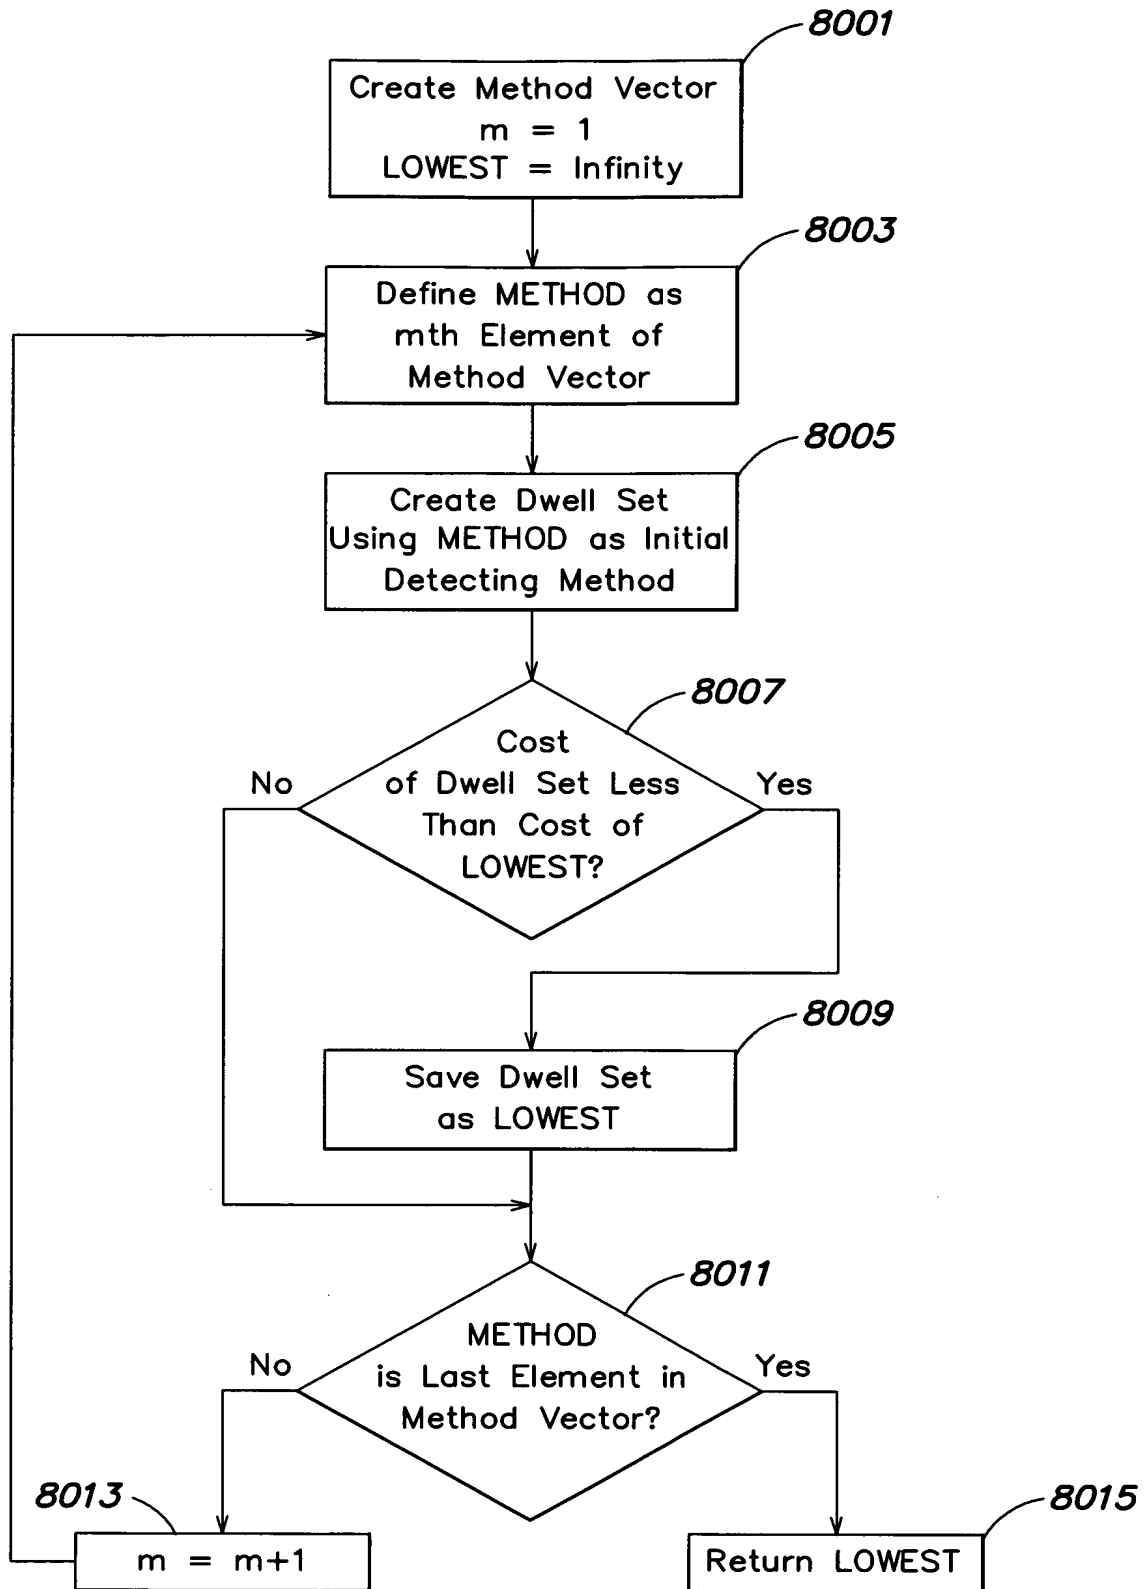 8001
Create Method Vector
m = 1
LOWEST = Infinity
8003
Define METHOD as
mth Element of
Method Vector
8005
Create Dwell Set
Using METHOD as Initial
Detecting Method
8007
Cost
of Dwell Set Less
Than Cost of
LOWEST?
No
Yes
8009
Save Dwell Set
as LOWEST
8011
METHOD
is Last Element in
Method Vector?
No
Yes
8013
m = m+1
8015
Return LOWEST